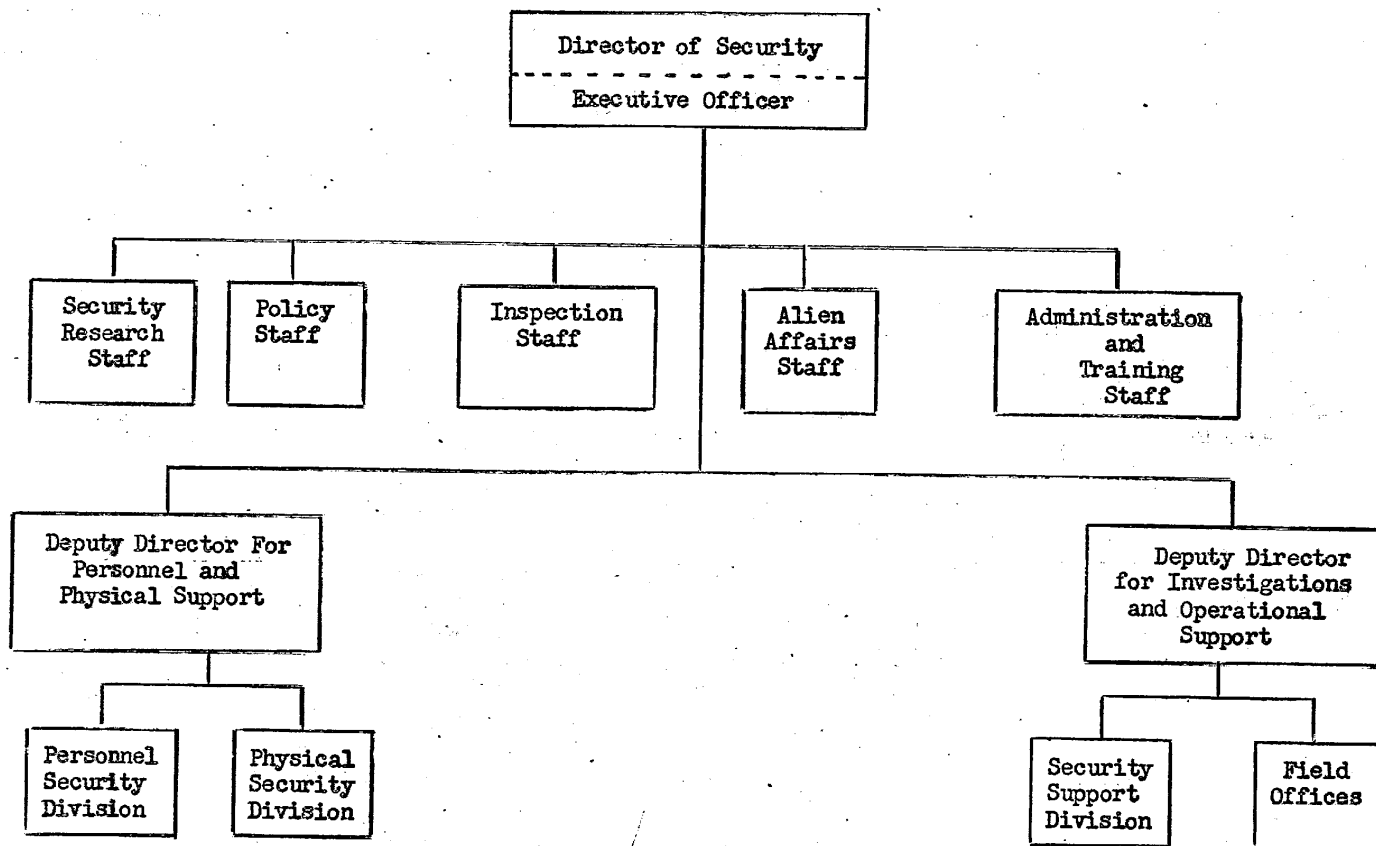 Director of Security
Executive Officer
Security
Research
Staff
Policy
Staff
Inspection
Staff
Alien
Affairs
Staff
Administration
and
Training
Staff
Deputy Director For
Personnel and
Physical Support
Deputy Director
for Investigations
and Operational
Support
Personnel
Security
Division
Physical
Security
Division
Security
Support
Division
Field
Offices